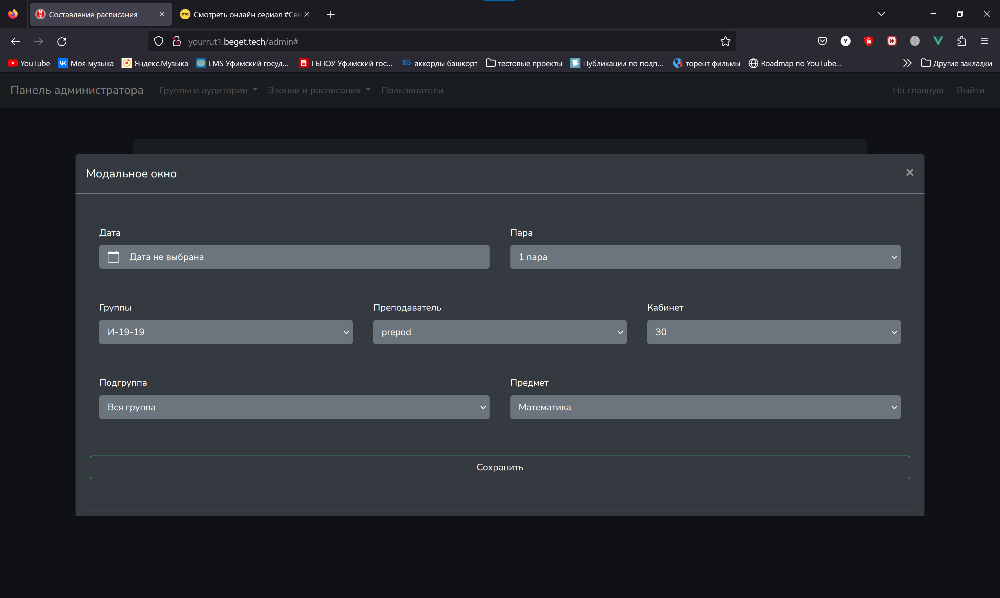 Составление расписания
СТС Смотреть онлайн сериал #Сен
yourrut1.beget.tech/admin#
YouTube Моя музыка Яндекс.Музыка LMS Уфимский госуд... ГБПОУ Уфимский гос... аккорды башкорт тестовые проекты Публикации по подп... торент фильмы Roadmap по YouTube... Другие закладки
Панель администратора Группы и аудитории Звонки и расписания Пользователи На главную Выйти
Модальное окно
Дата Пара
Дата не выбрана 1 пара
Группы Преподаватель Кабинет
И-19-19 prepod 30
Подгруппа Предмет
Вся группа Математика
Сохранить